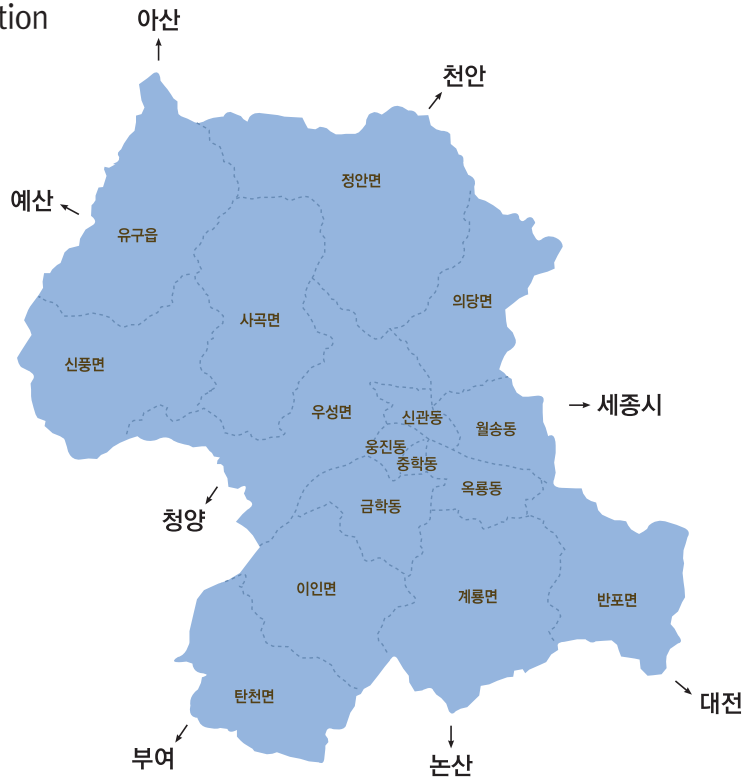 tion
아산
천안
정안면
예산
유구읍
의당면
사곡면
신풍면
세종시
우성면
신관동
월송동
웅진동
중학동
옥룡동
금학동
청양
이인면
계룡면
반포면
탄천면
대전
부여
논산